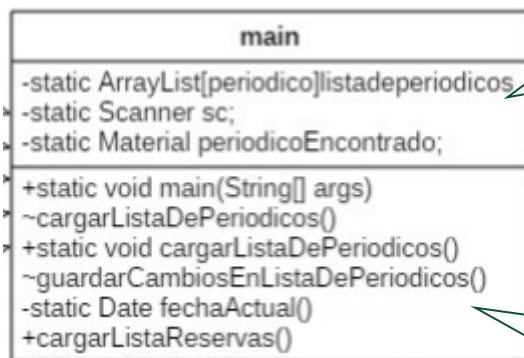 main
-static ArrayList[periodico]listadeperiodicos
-static Scanner sc;
-static Material periodicoEncontrado;
+static void main(String[] args)
~cargarListaDePeriodicos()
+static void cargarListaDePeriodicos()
~guardarCambiosEnListaDePeriodicos()
-static Date fechaActual()
+cargarListaReservas()